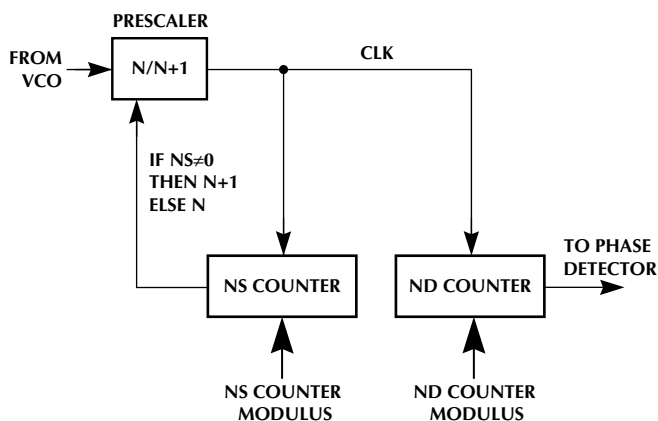 PRESCALER
FROM
VCO
N/N+1
CLK
IF NS≠0
THEN N+1
ELSE N
NS COUNTER
ND COUNTER
TO PHASE
DETECTOR
NS COUNTER
MODULUS
ND COUNTER
MODULUS